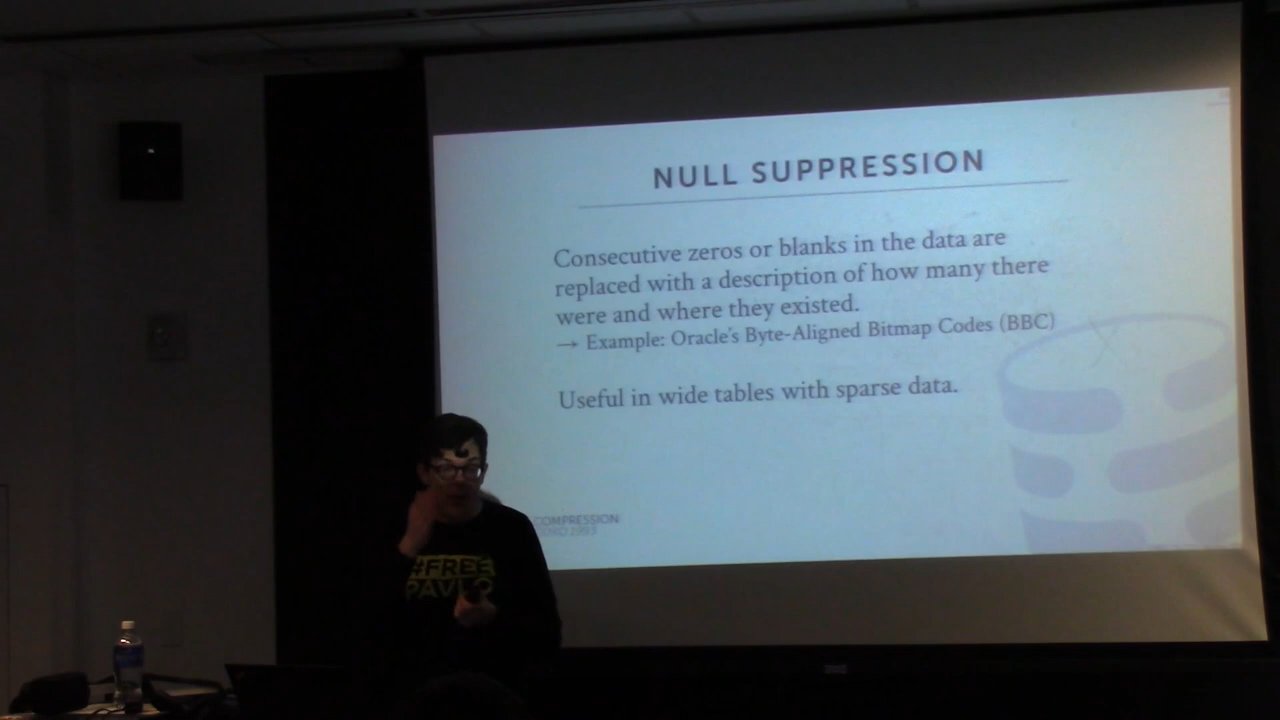 NULL SUPPRESSION
Consecutive zeros or blanks in the data are
replaced with a description of how many there
were and where they existed.
→ Example: Oracle's Byte-Aligned Bitmap Codes (BBC)
Useful in wide tables with sparse data.
COMPRESSION
1993
#FREE
PAVLO